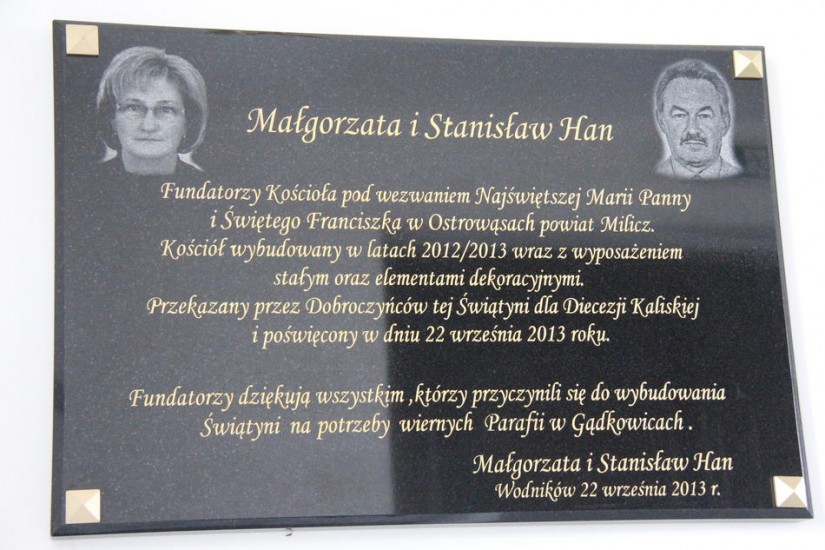 Małgorzata i Stanisław Han
Fundatorzy Kościoła pod wezwaniem Najświętszej Marii Panny
i Świętego Franciszka w Ostrowąsach powiat Milicz.
Kościół wybudowany w latach 2012/2013 wraz z wyposażeniem
stałym oraz elementami dekoracyjnymi.
Przekazany przez Dobroczyńców tej Świątyni dla Diecezji Kaliskiej
i poświęcony w dniu 22 września 2013 roku.
Fundatorzy dziękują wszystkim ,którzy przyczynili się do wybudowania
Świątyni na potrzeby wiernych Parafii w Gądkowicach .
Małgorzata i Stanisław Han
Wodników 22 września 2013 r.